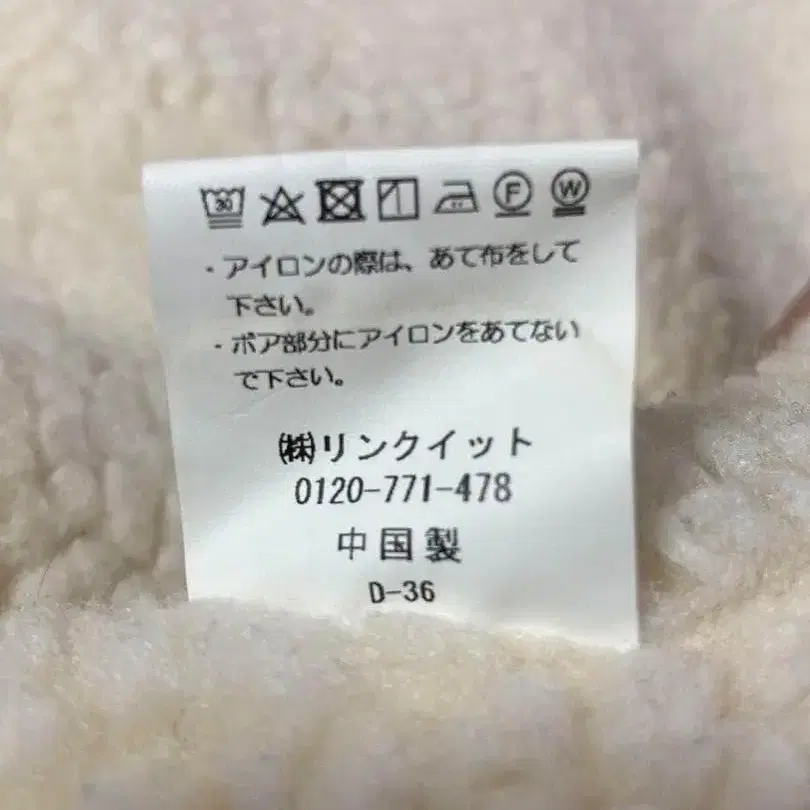 30 F W
・アイロンの際は、あて布をして
下さい。
・ボア部分にアイロンをあてない
で下さい。
㈱リンクイット
0120-771-478
中国製
D-36